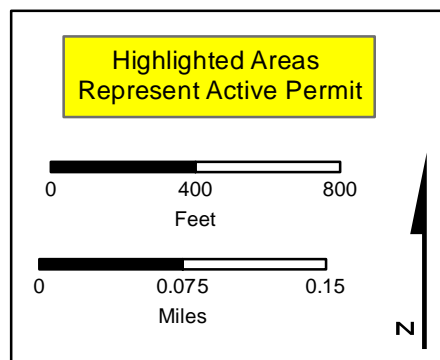 Highlighted Areas
Represent Active Permit
0 400 800
Feet
0 0.075 0.15
Miles
N